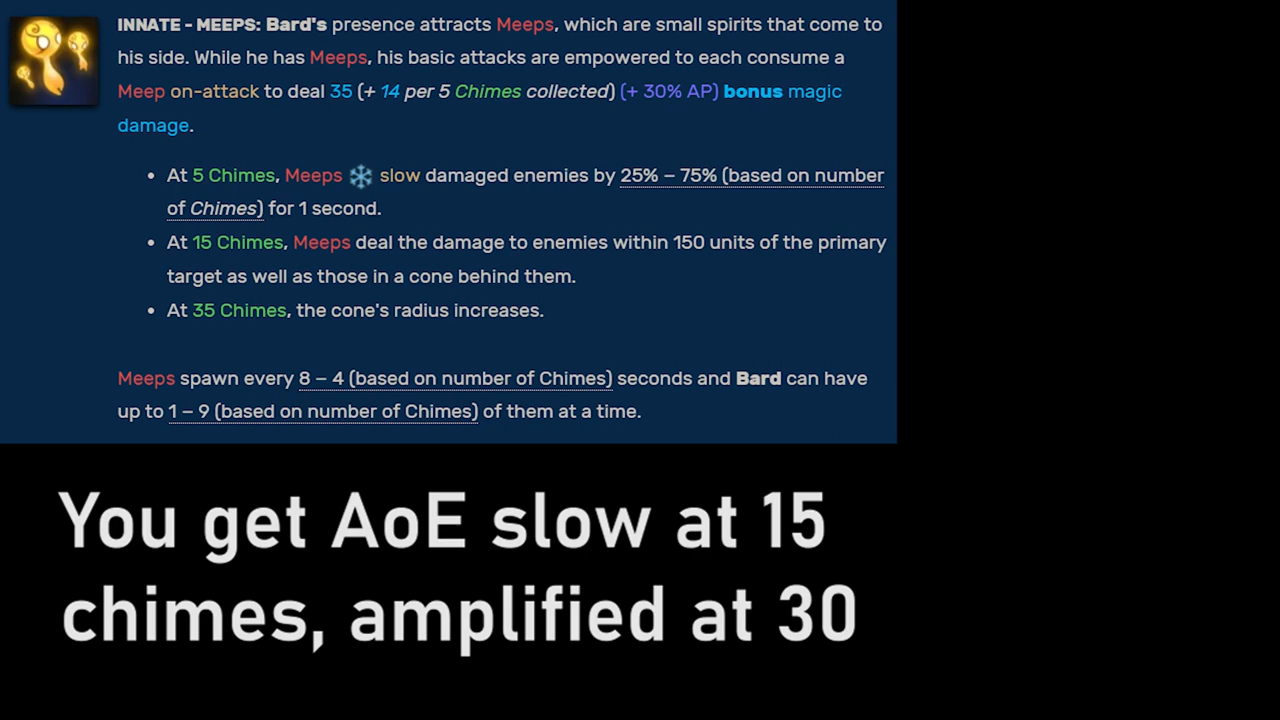 INNATE - MEEPS: Bard's presence attracts Meeps, which are small spirits that come to
his side. While he has Meeps, his basic attacks are empowered to each consume a
Meep on-attack to deal 35 (+ 14 per 5 Chimes collected) (+ 30% AP) bonus magic
damage.
• At 5 Chimes, Meeps slow damaged enemies by 25% – 75% (based on number
of Chimes) for 1 second.
• At 15 Chimes, Meeps deal the damage to enemies within 150 units of the primary
target as well as those in a cone behind them.
• At 35 Chimes, the cone's radius increases.
Meeps spawn every 8 – 4 (based on number of Chimes) seconds and Bard can have
up to 1 – 9 (based on number of Chimes) of them at a time.
You get AoE slow at 15
chimes, amplified at 30